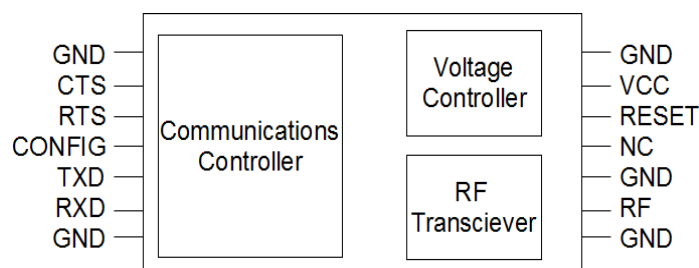 GND
CTS
RTS
CONFIG
TXD
RXD
GND
Communications
Controller
Voltage
Controller
RF
Transciever
GND
VCC
RESET
NC
GND
RF
GND